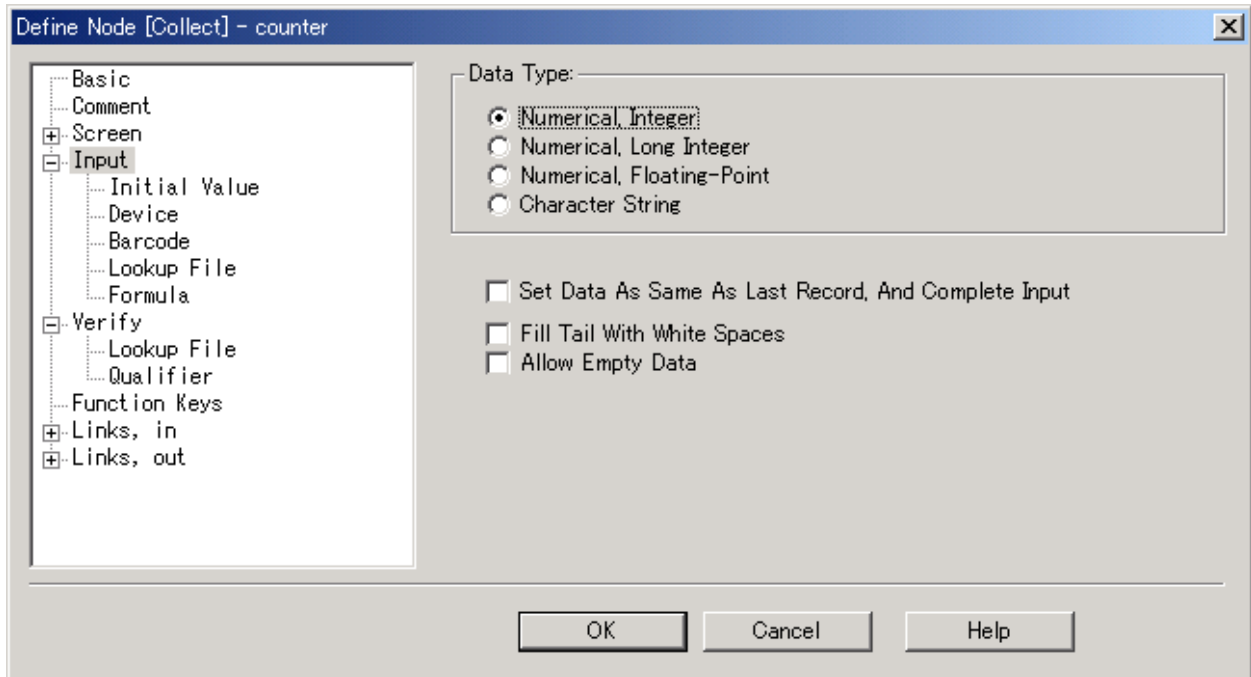 Define Node [Collect] - counter
Basic
Comment
Screen
Input
Initial Value
Device
Barcode
Lookup File
Formula
Verify
Lookup File
Qualifier
Function Keys
Links, in
Links, out
Data Type:
Numerical, Integer
Numerical, Long Integer
Numerical, Floating-Point
Character String
Set Data As Same As Last Record, And Complete Input
Fill Tail With White Spaces
Allow Empty Data
OK
Cancel
Help